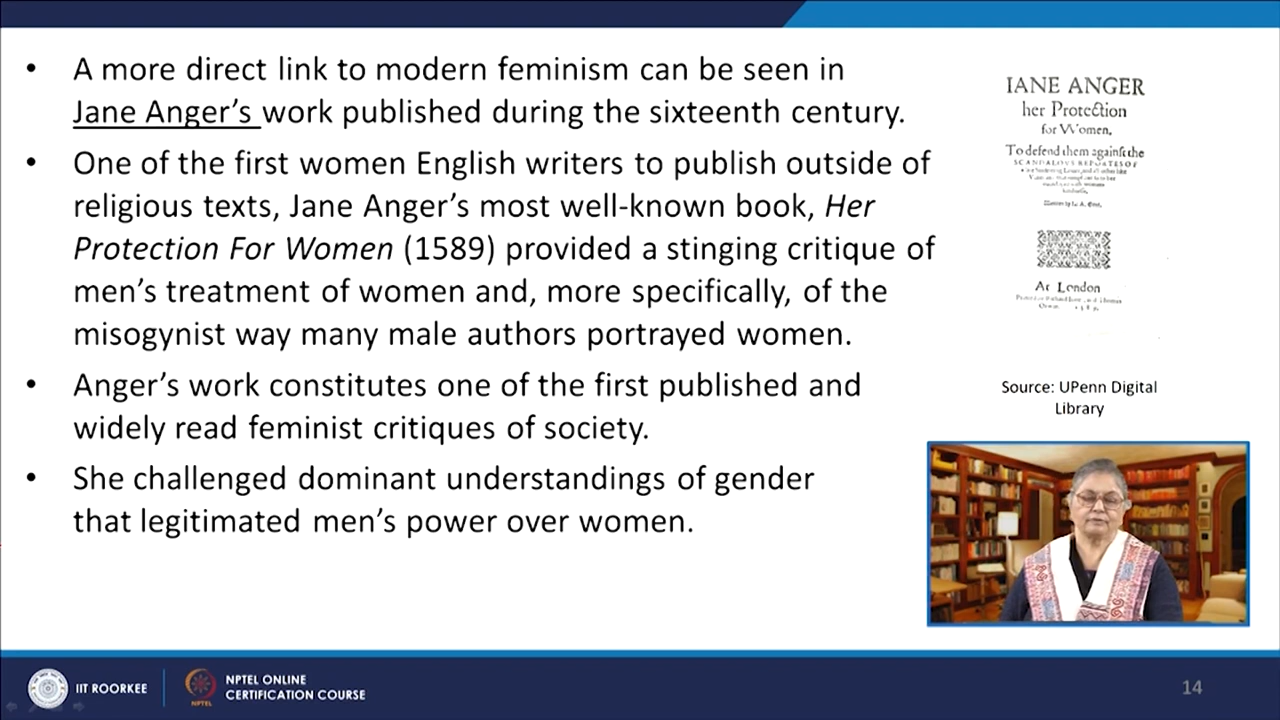 • A more direct link to modern feminism can be seen in
Jane Anger’s work published during the sixteenth century.
• One of the first women English writers to publish outside of
religious texts, Jane Anger’s most well-known book, Her
Protection For Women (1589) provided a stinging critique of
men’s treatment of women and, more specifically, of the
misogynist way many male authors portrayed women.
• Anger’s work constitutes one of the first published and
widely read feminist critiques of society.
• She challenged dominant understandings of gender
that legitimated men’s power over women.
IANE ANGER
her Protection
for VVomen,
To defend them against the
SCANDALOVS REPORTES OF
At London
Source: UPenn Digital
Library
IIT ROORKEE
NPTEL
NPTEL ONLINE
CERTIFICATION COURSE
14